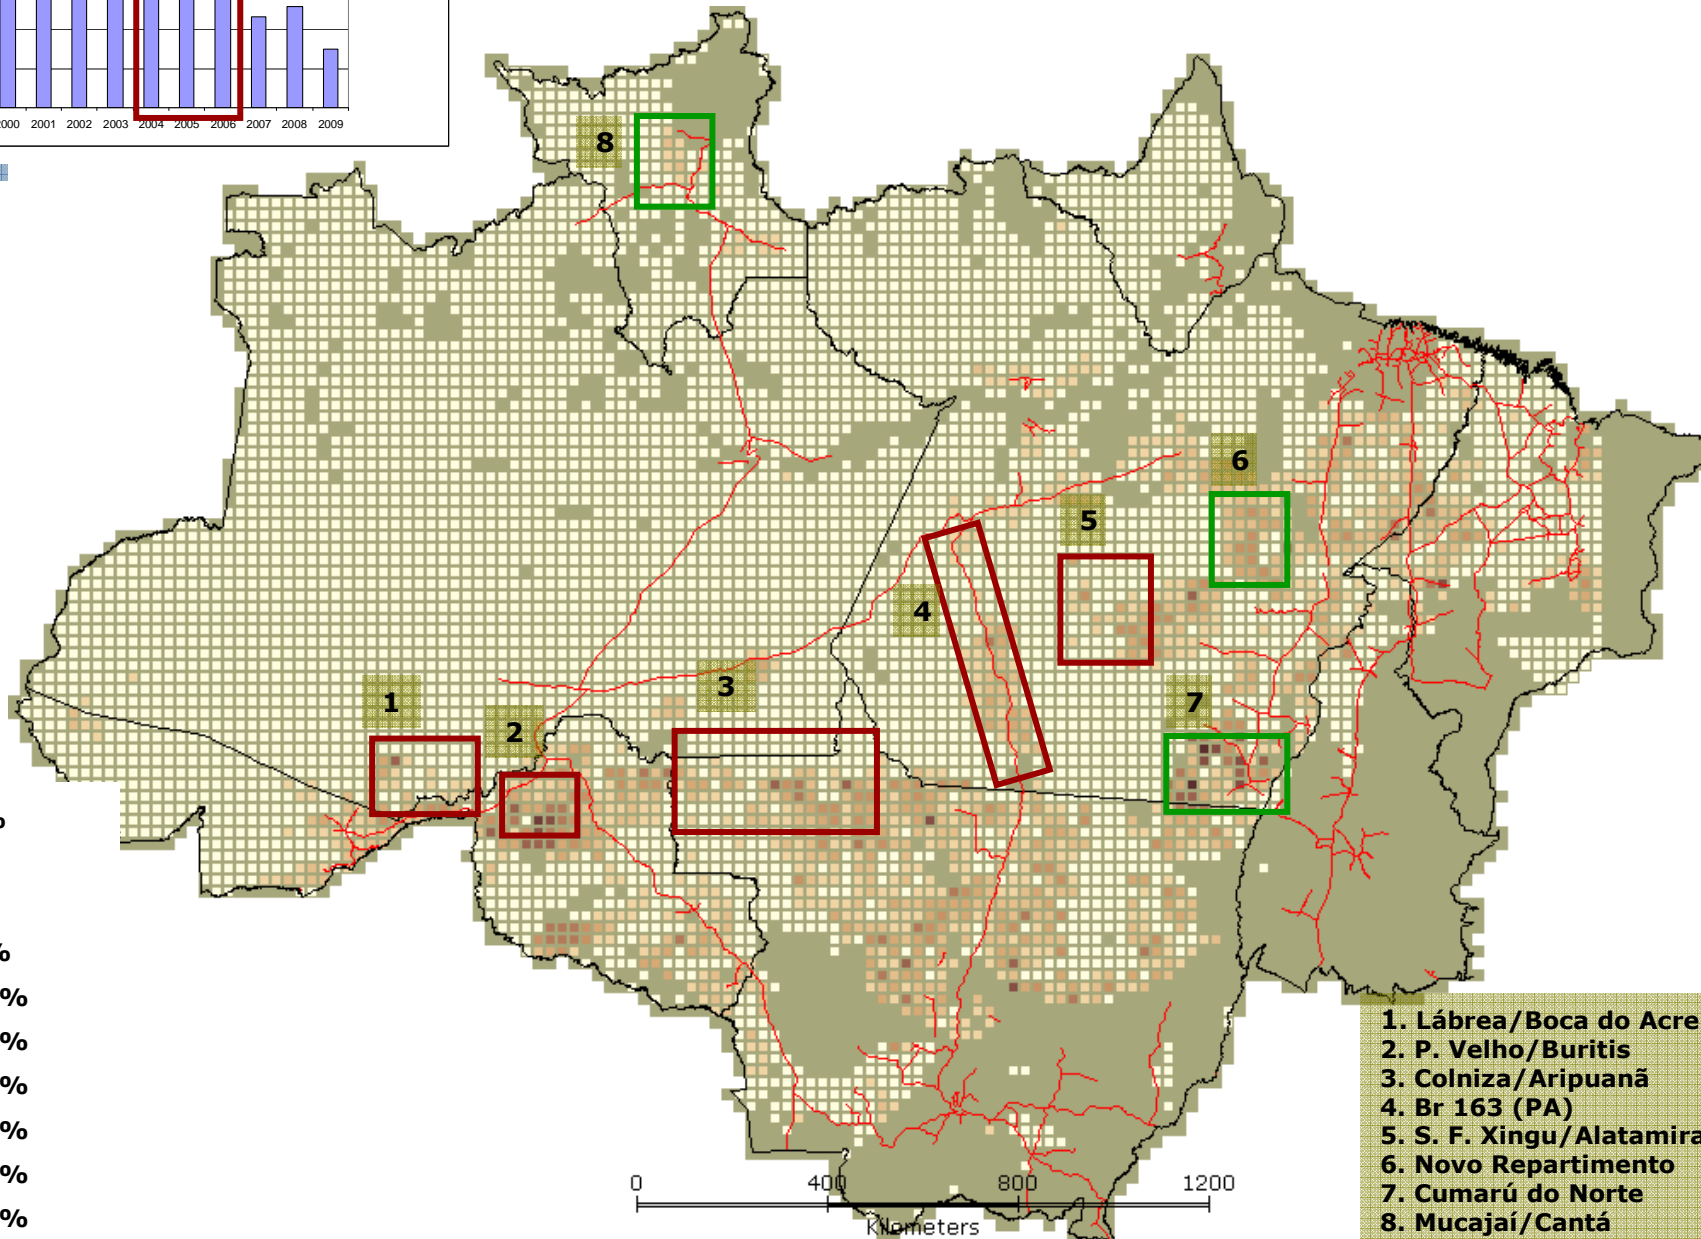 2001 2002 2003 2004 2005 2006 2007 2008 2009
8
6
5
4
3
7
1
2
%
%
%
%
%
%
%
1. Lábrea/Boca do Acre
2. P. Velho/Buritis
3. Colniza/Aripuanã
4. Br 163 (PA)
5. S. F. Xingu/Alatamira
6. Novo Repartimento
7. Cumarú do Norte
8. Mucajaí/Cantá
0 400 800 1200
Kilometers